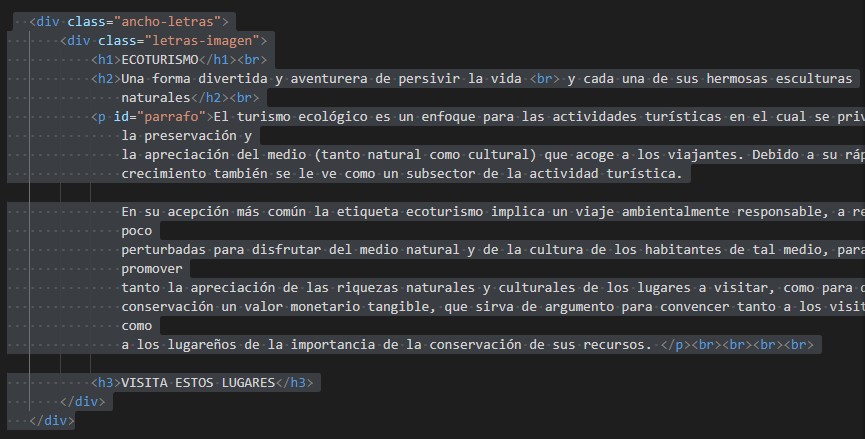 <div class="ancho-letras">
<div class="letras-imagen">
<h1>ECOTURISMO</h1><br>
<h2>Una forma divertida y aventurera de persivir la vida <br> y cada una de sus hermosas esculturas
naturales</h2><br>
<p id="parrafo">El turismo ecológico es un enfoque para las actividades turísticas en el cual se
la preservación y
la apreciación del medio (tanto natural como cultural) que acoge a los viajantes. Debido a su
crecimiento también se le ve como un subsector de la actividad turística.
En su acepción más común la etiqueta ecoturismo implica un viaje ambientalmente responsable, a
poco
perturbadas para disfrutar del medio natural y de la cultura de los habitantes de tal medio, para
promover
tanto la apreciación de las riquezas naturales y culturales de los lugares a visitar, como para
conservación un valor monetario tangible, que sirva de argumento para convencer tanto a los
como
a los lugareños de la importancia de la conservación de sus recursos. </p><br><br><br><br>
<h3>VISITA ESTOS LUGARES</h3>
</div>
</div>